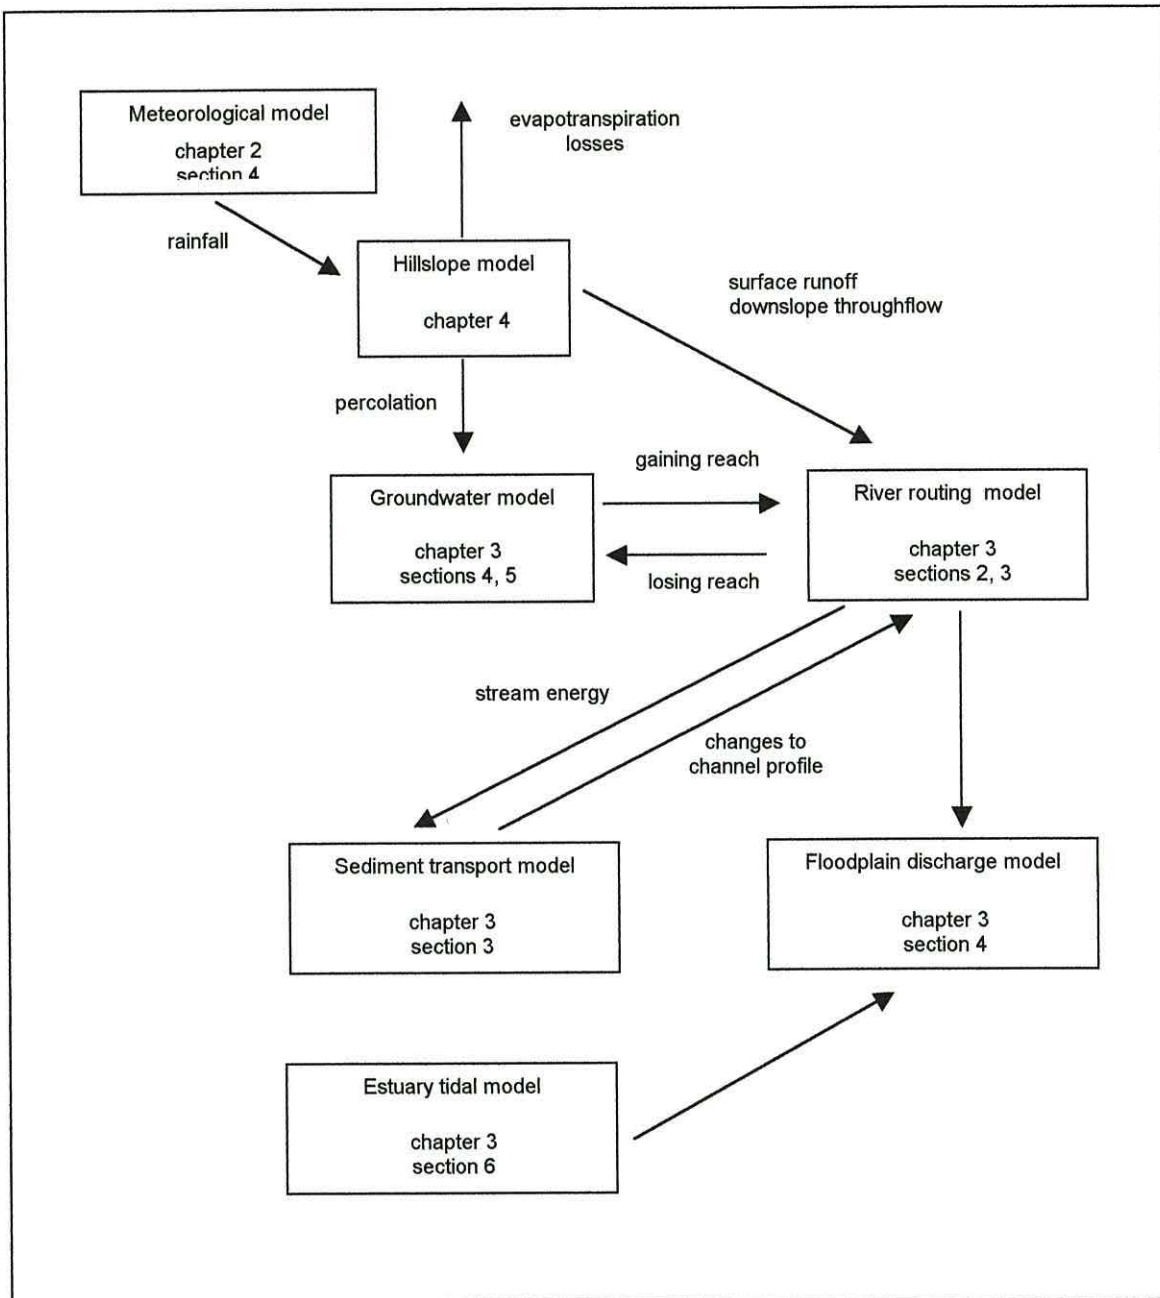 Meteorological model
chapter 2
section 4
evapotranspiration
losses
rainfall
Hillslope model
chapter 4
surface runoff
downslope throughflow
percolation
gaining reach
Groundwater model
chapter 3
sections 4, 5
River routing model
chapter 3
sections 2, 3
losing reach
stream energy
changes to
channel profile
Sediment transport model
chapter 3
section 3
Floodplain discharge model
chapter 3
section 4
Estuary tidal model
chapter 3
section 6